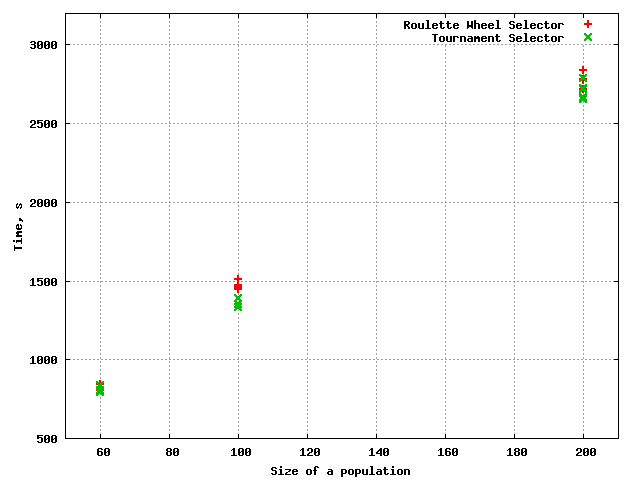 Roulette Wheel Selector
Tournament Selector
3000
2500
2000
1500
1000
500
Time, s
60 80 100 120 140 160 180 200
Size of a population